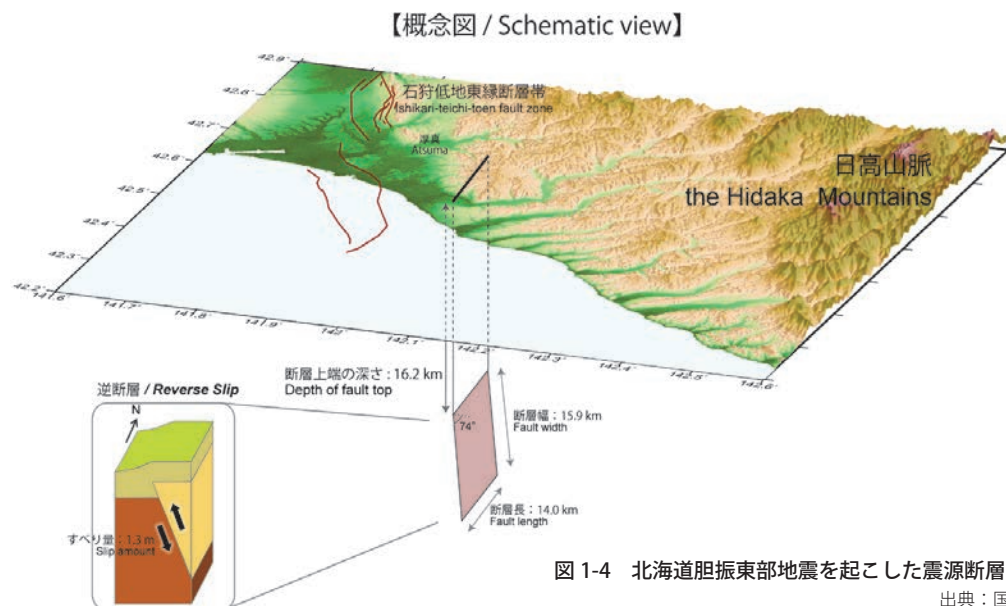 【概念図 / Schematic view】
42.9°
42.8°
42.7°
42.6°
42.5°
42.4°
42.3°
42.2°
石狩低地東縁断層帯
Ishikari-teichi-toen fault zone
厚真
Atsuma
日高山脈
the Hidaka Mountains
141.6°
141.7°
141.8°
141.9°
142°
142.1°
142.2°
142.3°
142.4°
142.5°
142.6°
断層上端の深さ : 16.2 km
Depth of fault top
74°
断層幅 : 15.9 km
Fault width
断層長 : 14.0 km
Fault length
逆断層 / Reverse Slip
N
すべり量 : 1.3 m
Slip amount
図 1-4 北海道胆振東部地震を起こした震源断層
出典：国